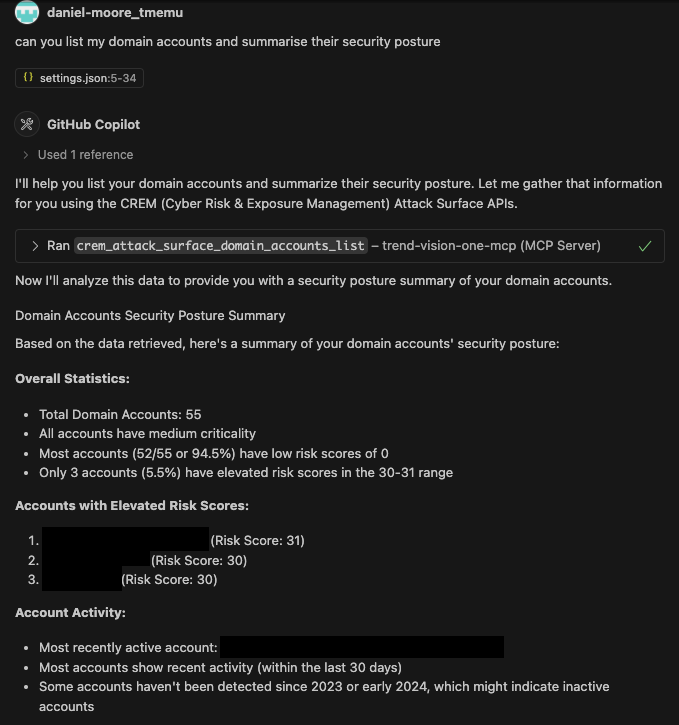 daniel-moore_tmemu
can you list my domain accounts and summarise their security posture
{} settings.json:5-34
GitHub Copilot
> Used 1 reference
I'll help you list your domain accounts and summarize their security posture. Let me gather that information
for you using the CREM (Cyber Risk & Exposure Management) Attack Surface APIs.
> Ran crem_attack_surface_domain_accounts_list – trend-vision-one-mcp (MCP Server) ✓
Now I'll analyze this data to provide you with a security posture summary of your domain accounts.
Domain Accounts Security Posture Summary
Based on the data retrieved, here's a summary of your domain accounts' security posture:
Overall Statistics:
• Total Domain Accounts: 55
• All accounts have medium criticality
• Most accounts (52/55 or 94.5%) have low risk scores of 0
• Only 3 accounts (5.5%) have elevated risk scores in the 30-31 range
Accounts with Elevated Risk Scores:
1. (Risk Score: 31)
2. (Risk Score: 30)
3. (Risk Score: 30)
Account Activity:
• Most recently active account:
• Most accounts show recent activity (within the last 30 days)
• Some accounts haven't been detected since 2023 or early 2024, which might indicate inactive
accounts